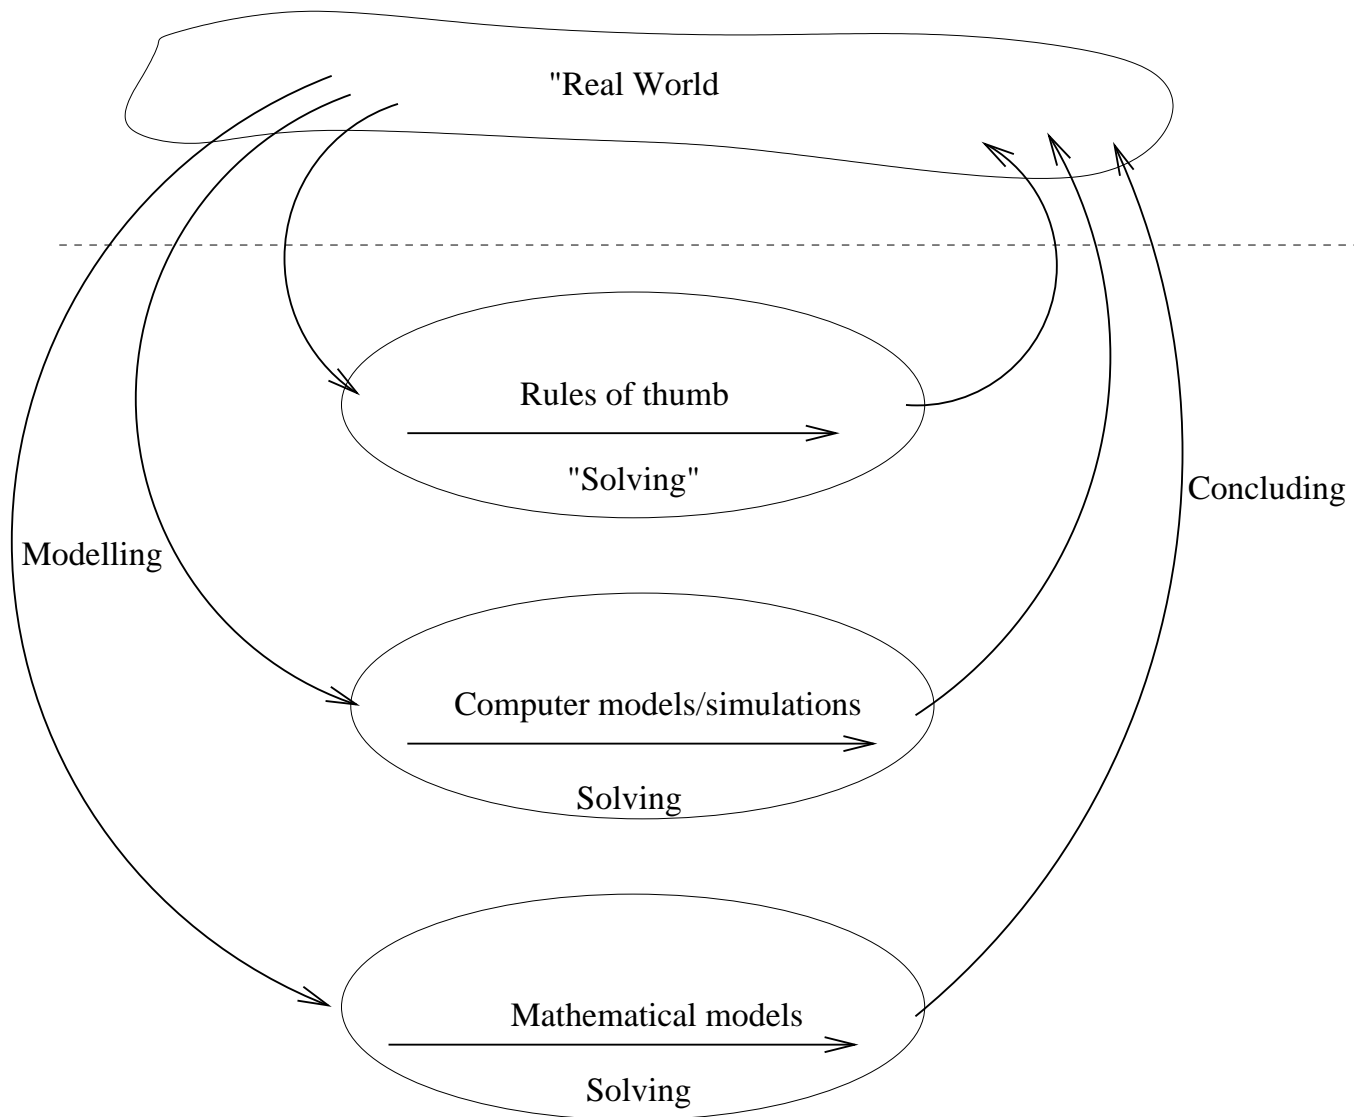 "Real World
Rules of thumb
"Solving"
Concluding
Modelling
Computer models/simulations
Solving
Mathematical models
Solving